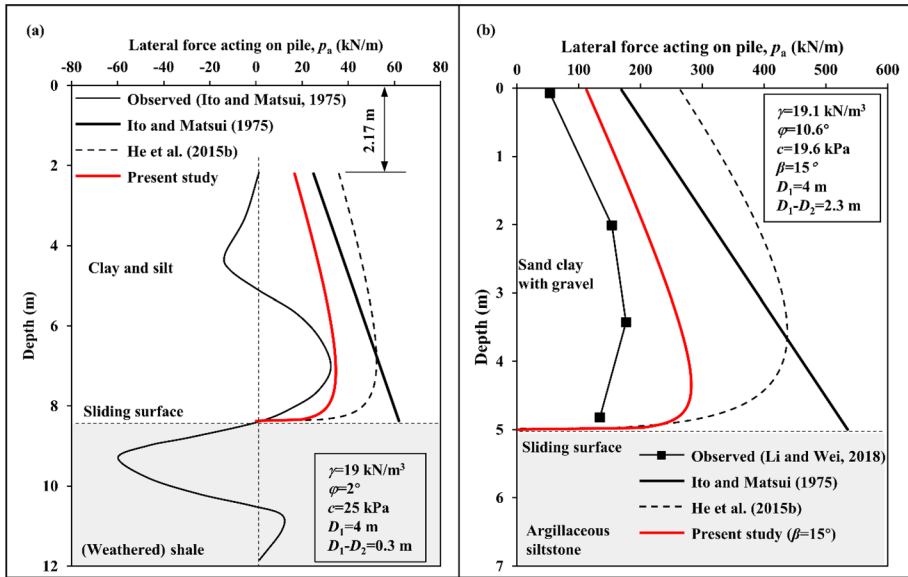 (a)
Lateral force acting on pile, pa (kN/m)
-80 -60 -40 -20 0 20 40 60 80
0
2
4
6
8
10
12
Depth (m)
Observed (Ito and Matsui, 1975)
Ito and Matsui (1975)
He et al. (2015b)
Present study
2.17 m
Clay and silt
Sliding surface
(Weathered) shale
γ=19 kN/m³
φ=2°
c=25 kPa
D₁=4 m
D₁-D₂=0.3 m
(b)
Lateral force acting on pile, pa (kN/m)
0 100 200 300 400 500 600
0
1
2
3
4
5
6
7
Depth (m)
γ=19.1 kN/m³
φ=10.6°
c=19.6 kPa
β=15°
D₁=4 m
D₁-D₂=2.3 m
Sand clay
with gravel
Sliding surface
Observed (Li and Wei, 2018)
Ito and Matsui (1975)
He et al. (2015b)
Present study (β=15°)
Argillaceous
siltstone